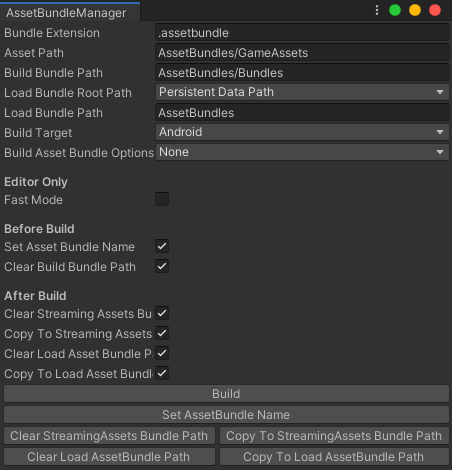 AssetBundleManager
Bundle Extension .assetbundle
Asset Path AssetBundles/GameAssets
Build Bundle Path AssetBundles/Bundles
Load Bundle Root Path Persistent Data Path
Load Bundle Path AssetBundles
Build Target Android
Build Asset Bundle Options None
Editor Only
Fast Mode
Before Build
Set Asset Bundle Name
Clear Build Bundle Path
After Build
Clear Streaming Assets Bu
Copy To Streaming Assets
Clear Load Asset Bundle P
Copy To Load Asset Bundl
Build
Set AssetBundle Name
Clear StreamingAssets Bundle Path Copy To StreamingAssets Bundle Path
Clear Load AssetBundle Path Copy To Load AssetBundle Path